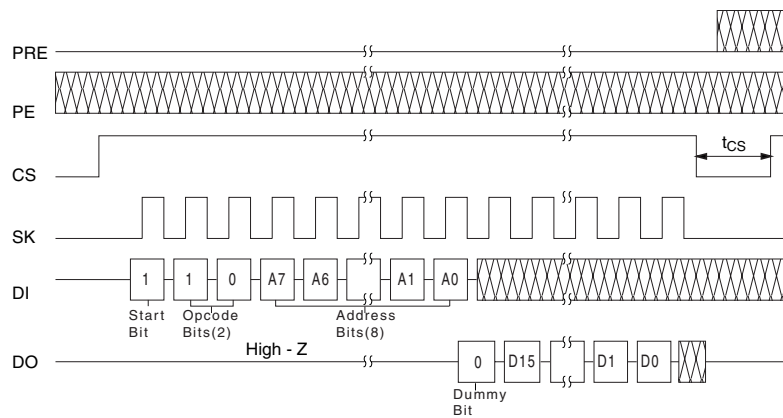 PRE
PE
CS
tCS
SK
DI
1 1 0 A7 A6 A1 A0
Start
Bit
Opcode
Bits(2)
Address
Bits(8)
DO
High - Z
0 D15 D1 D0
Dummy
Bit